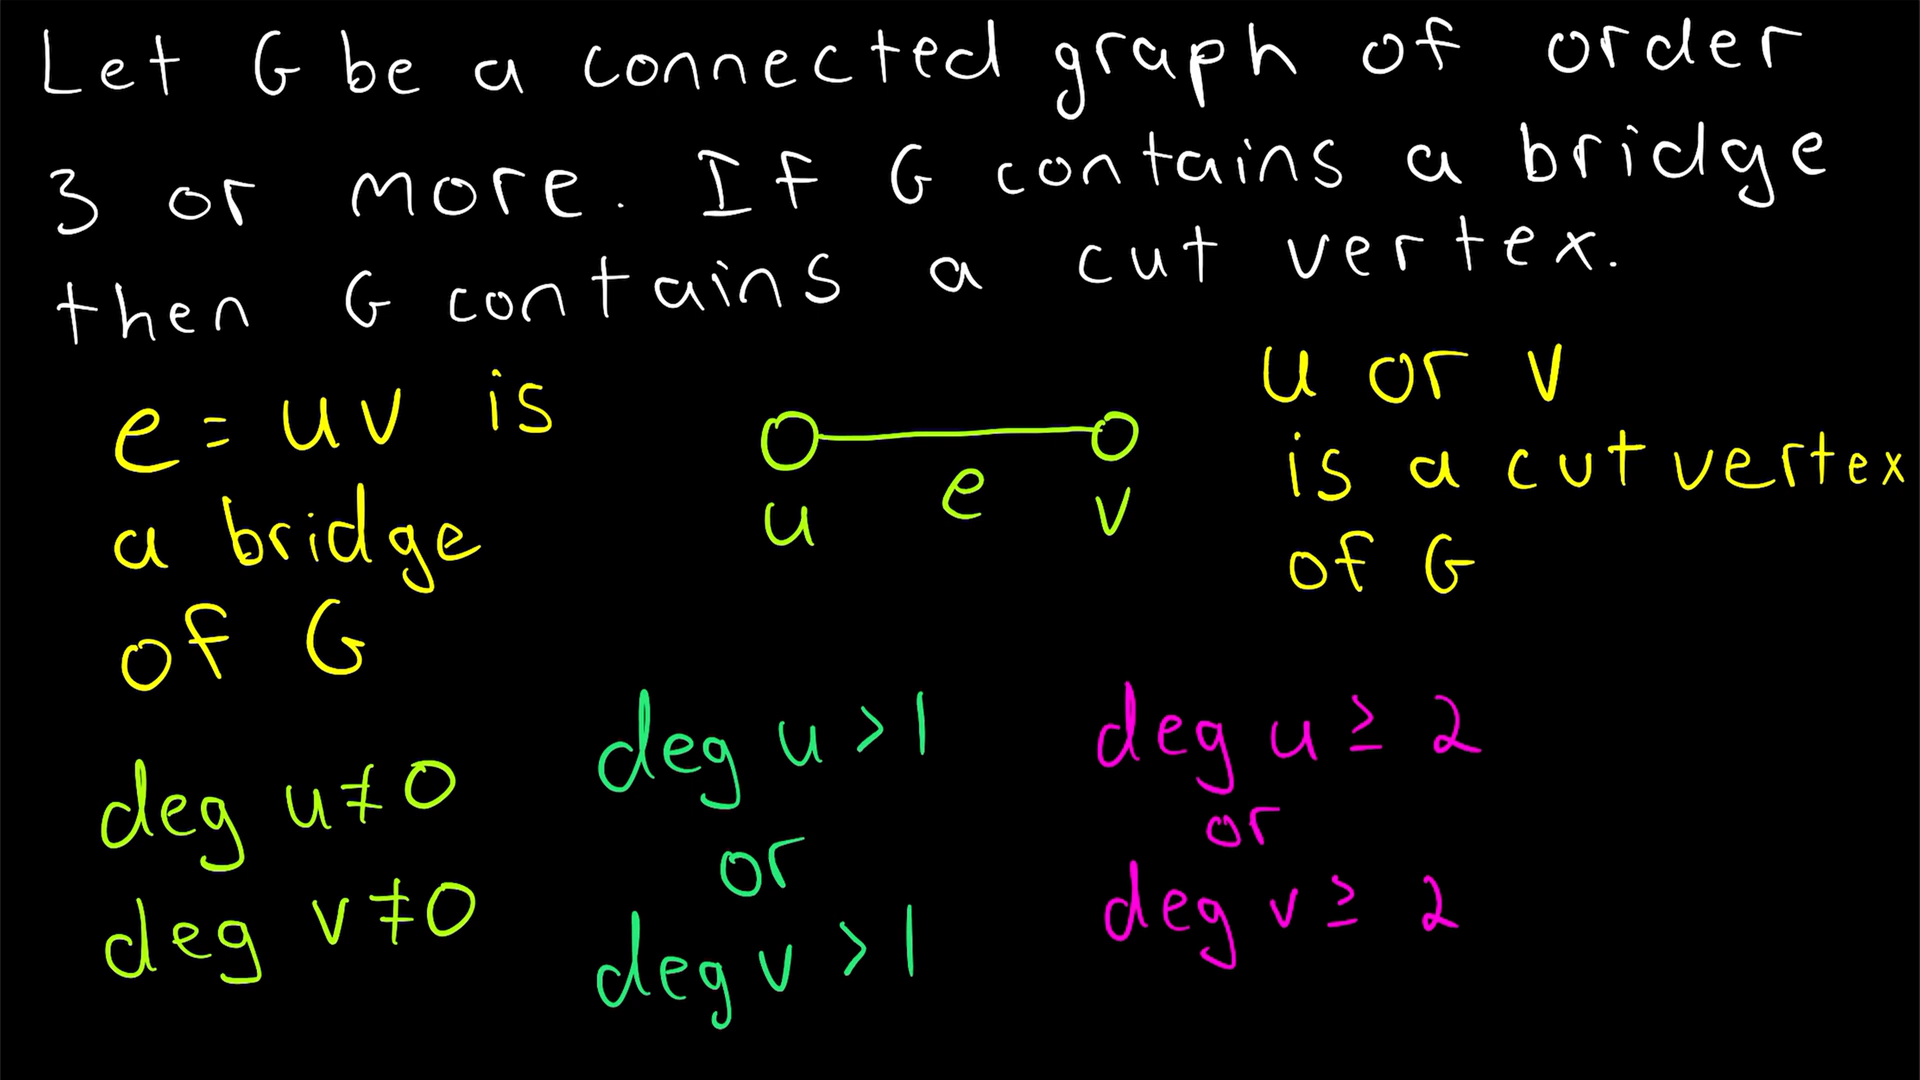 Let G be a connected graph of order
3 or more. If G contains a bridge
then G contains a cut vertex.
e = uv is
a bridge
of G
e
u
v
u or v
is a cut vertex
of G
deg u ≠ 0
deg v ≠ 0
deg u > 1
or
deg v > 1
deg u ≥ 2
or
deg v ≥ 2